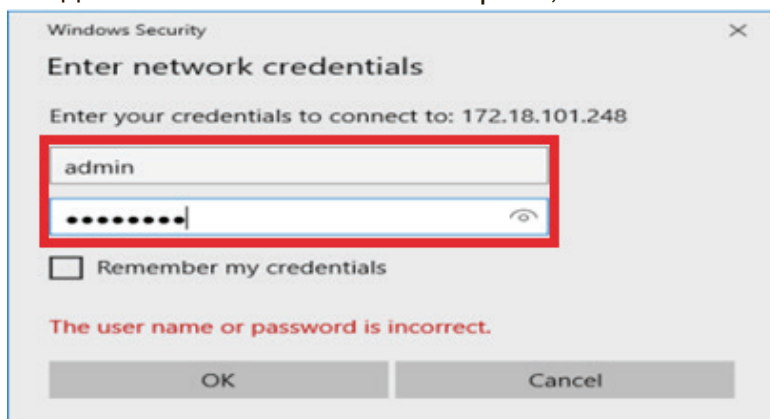 Windows Security
Enter network credentials
Enter your credentials to connect to: 172.18.101.248
admin
Remember my credentials
The user name or password is incorrect.
OK Cancel